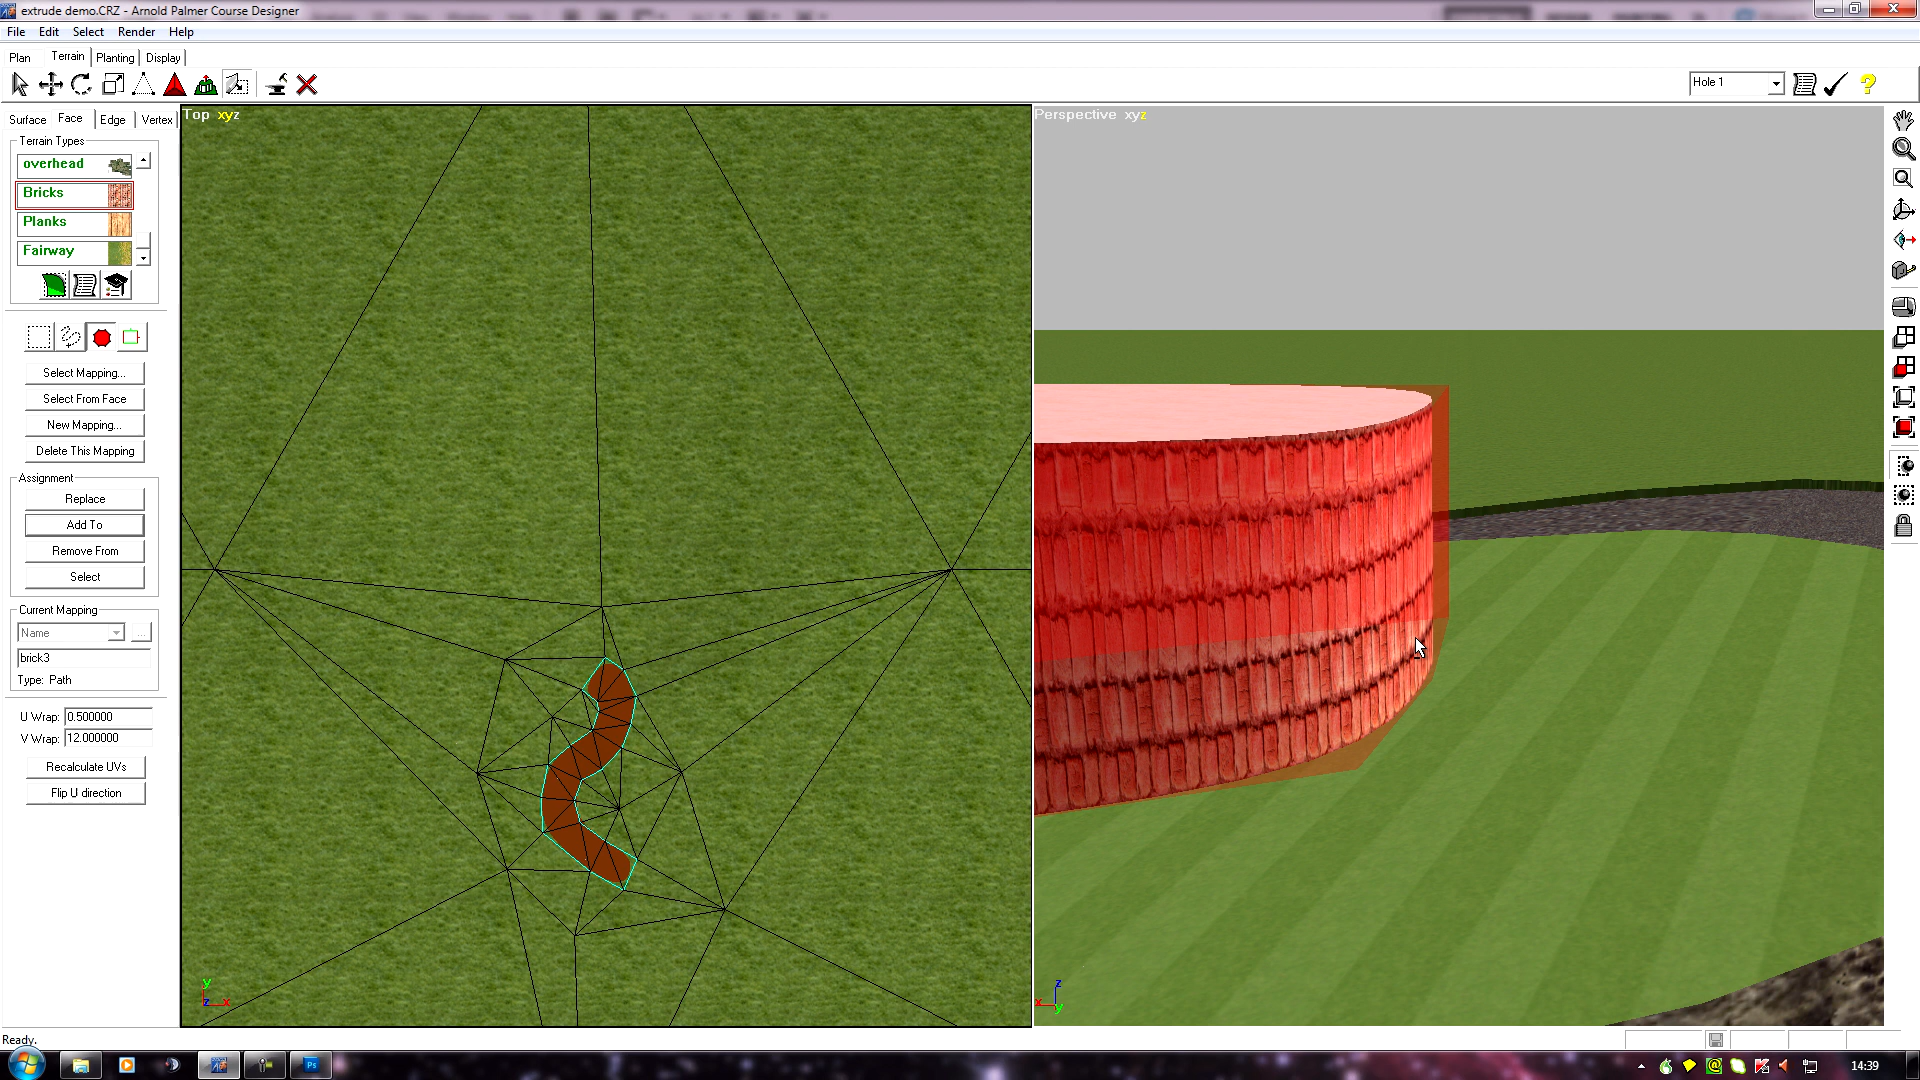 extrude demo.CRZ - Arnold Palmer Course Designer
File Edit Select Render Help
Plan Terrain Planting Display
Hole 1
Surface Face Edge Vertex
Terrain Types
overhead
Bricks
Planks
Fairway
Select Mapping...
Select From Face
New Mapping...
Delete This Mapping
Assignment
Replace
Add To
Remove From
Select
Current Mapping
Name ...
brick3
Type: Path
U Wrap: 0.500000
V Wrap: 12.000000
Recalculate UVs
Flip U direction
Top xyz
y
z x
Perspective xyz
z
x y
Ready.
Ps
14:39